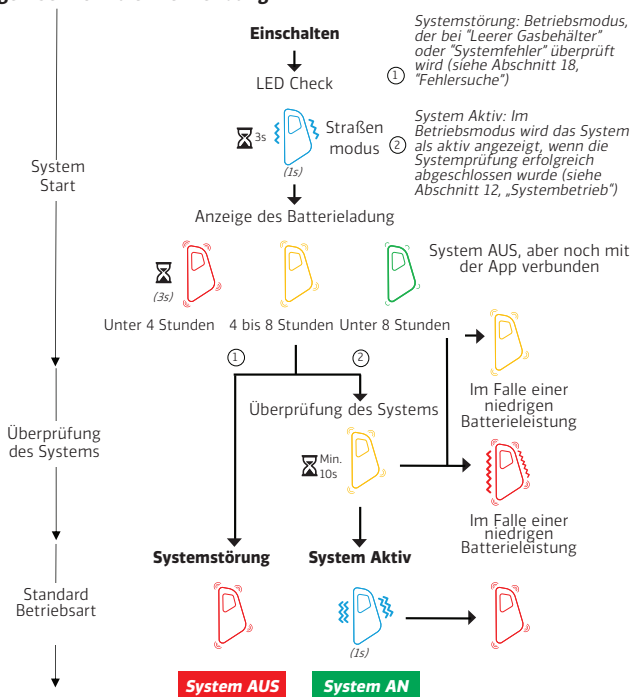 Einschalten
LED Check
3s
Straßen
modus
(1s)
Systemstörung: Betriebsmodus,
der bei "Leerer Gasbehälter"
oder "Systemfehler" überprüft
wird (siehe Abschnitt 18,
"Fehlersuche")
1
System Aktiv: Im
Betriebsmodus wird das System
als aktiv angezeigt, wenn die
Systemprüfung erfolgreich
abgeschlossen wurde (siehe
Abschnitt 12, „Systembetrieb“)
2
System
Start
Anzeige des Batterieladung
(3s)
System AUS, aber noch mit
der App verbunden
Unter 4 Stunden
4 bis 8 Stunden
Unter 8 Stunden
1
2
Im Falle einer
niedrigen
Batterieleistung
Überprüfung
des Systems
Überprüfung des Systems
Min.
10s
Im Falle einer
niedrigen
Batterieleistung
Systemstörung
System Aktiv
Standard
Betriebsart
(1s)
System AUS
System AN